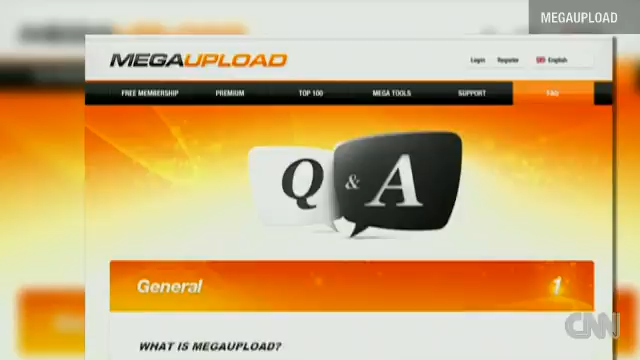 MEGAUPLOAD
MEGAUPLOAD
Login Register English
FREE MEMBERSHIP PREMIUM TOP 100 MEGA TOOLS SUPPORT FAQ
Q & A
General 1
WHAT IS MEGAUPLOAD?
CNN